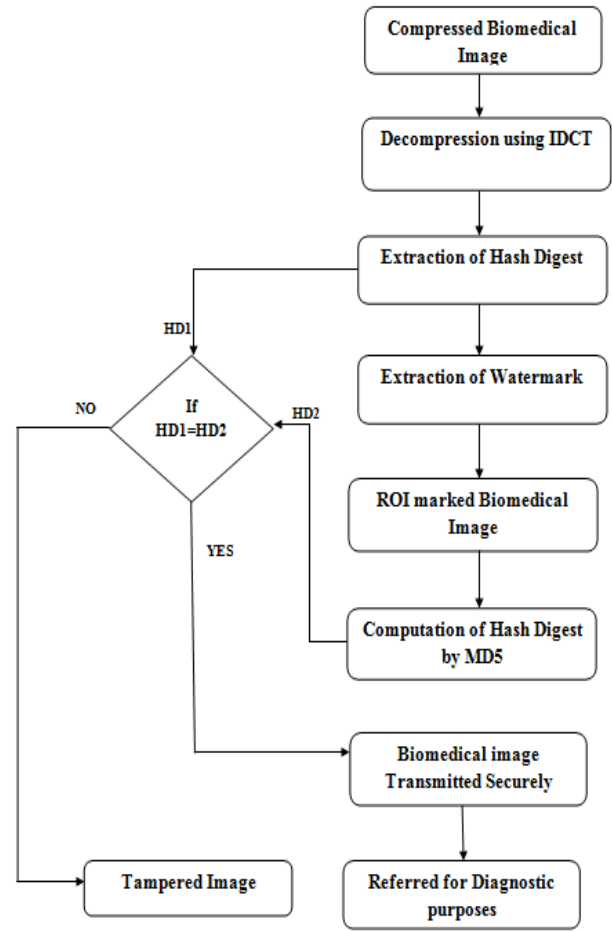 Compressed Biomedical
Image
Decompression using IDCT
Extraction of Hash Digest
HD1
Extraction of Watermark
NO
If
HD1=HD2
HD2
ROI marked Biomedical
Image
YES
Computation of Hash Digest
by MD5
Biomedical image
Transmitted Securely
Tampered Image
Referred for Diagnostic
purposes